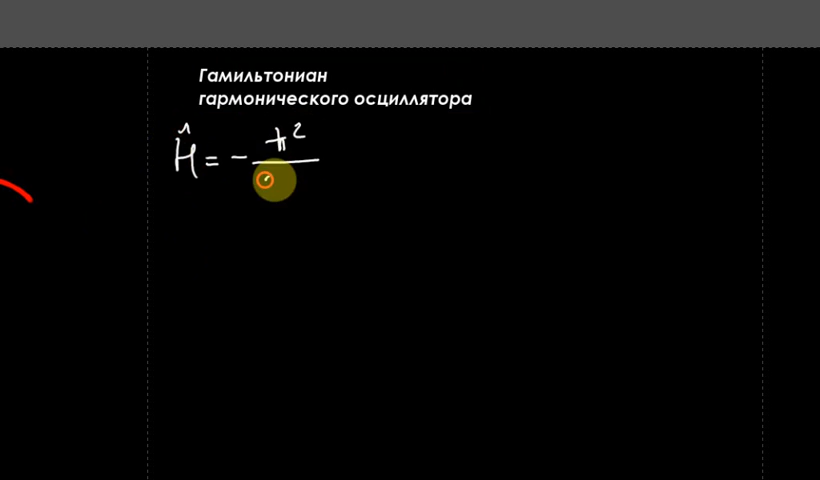 Гамильтониан
гармонического осциллятора
Ĥ = - ℏ²